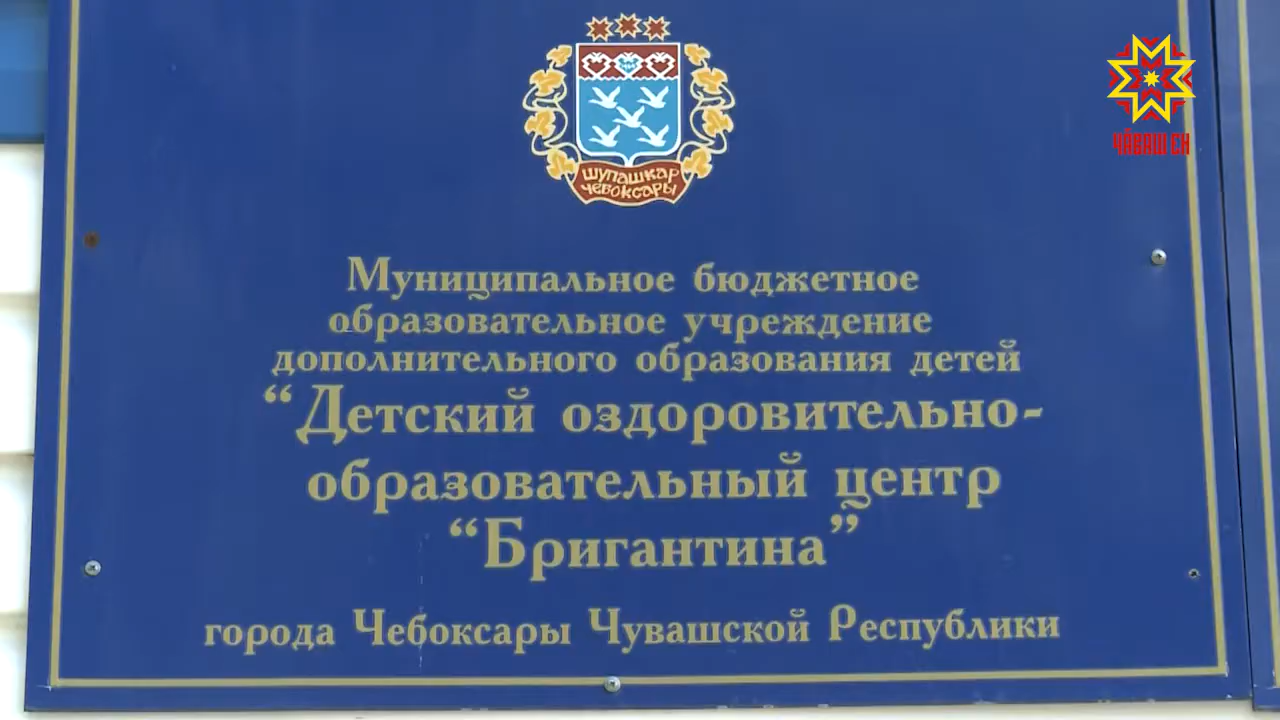 ЧӐВАШ ЕН
ШУПАШКАР
ЧЕБОКСАРЫ
Муниципальное бюджетное
образовательное учреждение
дополнительного образования детей
“Детский оздоровительно-
образовательный центр
“Бригантина”
города Чебоксары Чувашской Республики